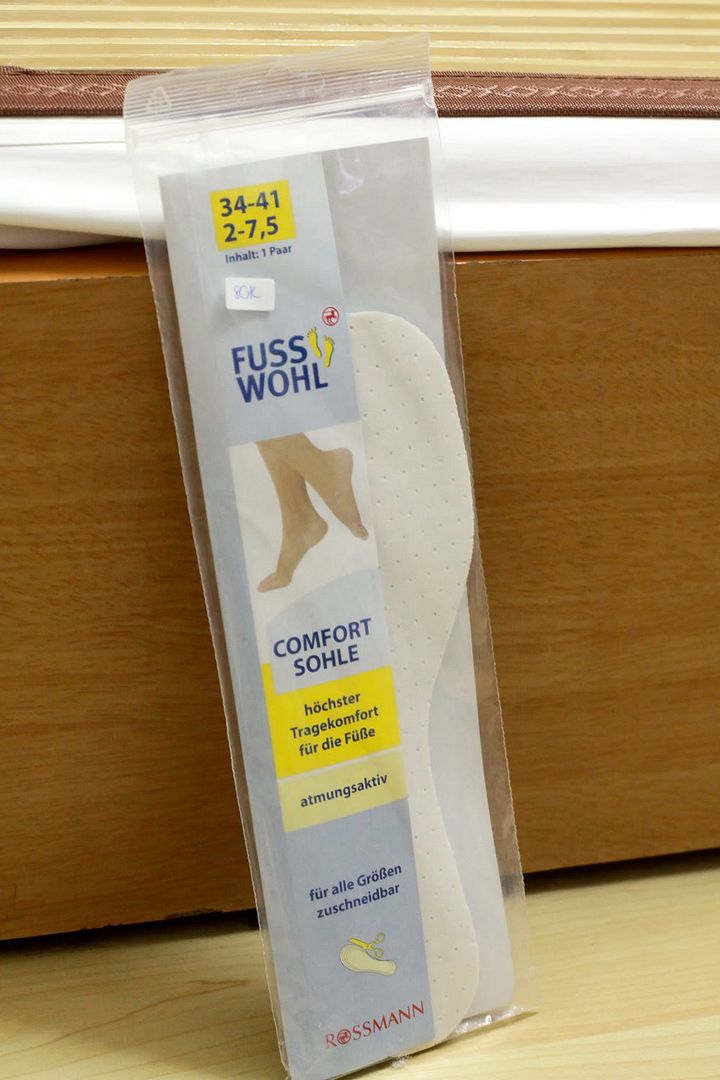 34-41
2-7,5
Inhalt: 1 Paar
80K
FUSS
WOHL
COMFORT
SOHLE
höchster
Tragekomfort
für die Füße
atmungsaktiv
für alle Größen
zuschneidbar
ROSSMANN